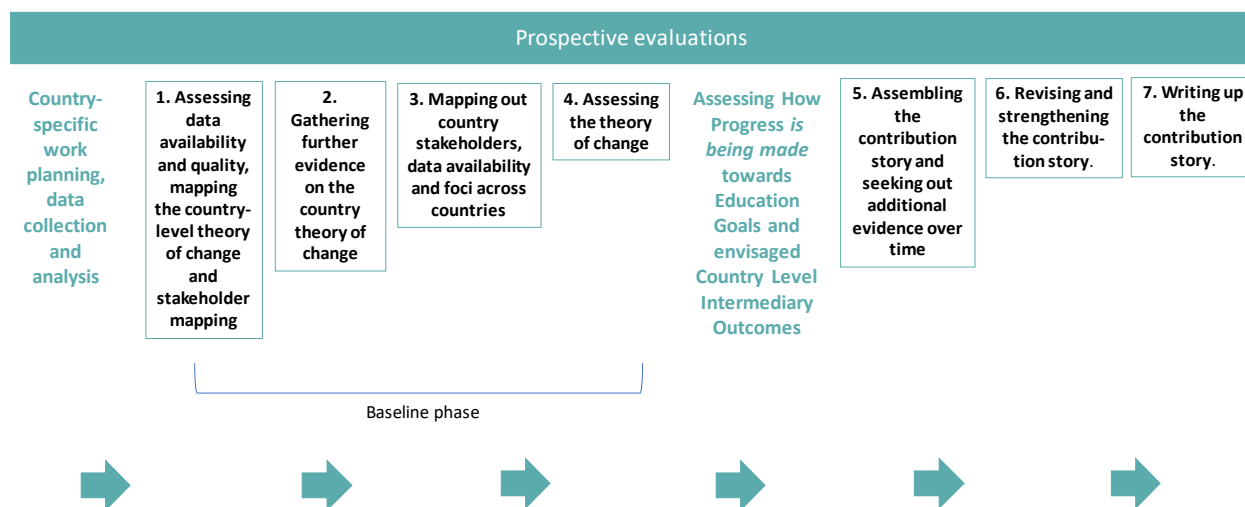 Prospective evaluations
Country-
specific
work
planning,
data
collection
and
analysis
1. Assessing
data
availability
and quality,
mapping
the country-
level theory
of change
and
stakeholder
mapping
2.
Gathering
further
evidence
on the
country
theory of
change
3. Mapping out
country
stakeholders,
data availability
and foci across
countries
4. Assessing
the theory
of change
Assessing How
Progress is
being made
towards
Education
Goals and
envisaged
Country Level
Intermediary
Outcomes
5. Assembling
the
contribution
story and
seeking out
additional
evidence over
time
6. Revising and
strengthening
the contribu-
tion story.
7. Writing up
the
contribution
story.
Baseline phase